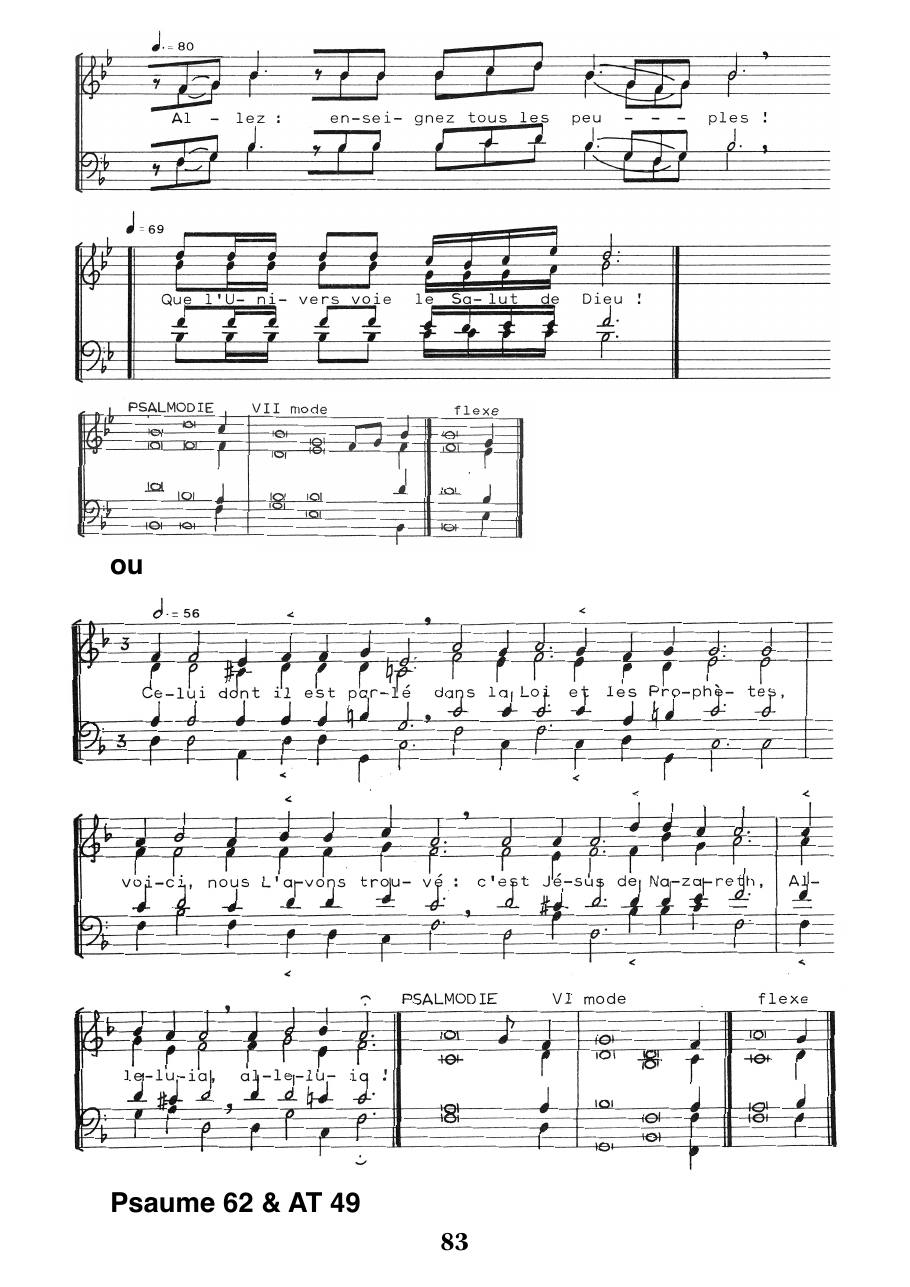 ♩. = 80
Al - lez : en-sei- gnez tous les peu - - - ples !
♩ = 69
Que l'U- ni- vers voie le Sa- lut de Dieu !
PSALMODIE VII mode flexe
ou
𝅗𝅥. = 56
3
Ce-lui dont il est par-lé dans la Loi et les Pro-phè- tes,
3
voi-ci, nous L'a-vons trou-vé : c'est Jé-sus de Na-za-reth, Al-
PSALMODIE VI mode flexe
le-lu-ia, al-le-lu- ia !
Psaume 62 & AT 49
83